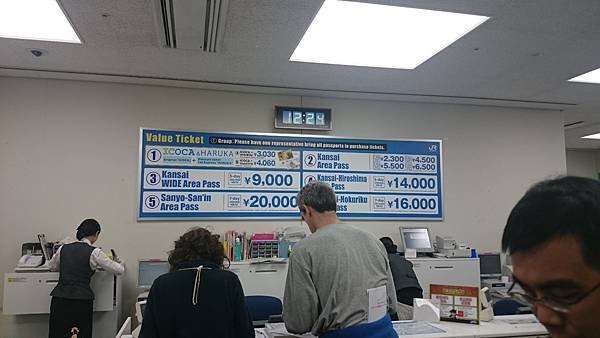 12:24
Value Ticket
Group: Please have one representative bring all passports to purchase tickets.
JR
1 ICOCA & HARUKA ¥3,030
¥4,060
2 Kansai Area Pass ¥2,300 ¥4,500
¥5,500 ¥6,500
3 Kansai WIDE Area Pass ¥9,000
Kansai-Hiroshima Pass ¥14,000
5 Sanyo-San'in Area Pass ¥20,000
i-Hokuriku Pass ¥16,000